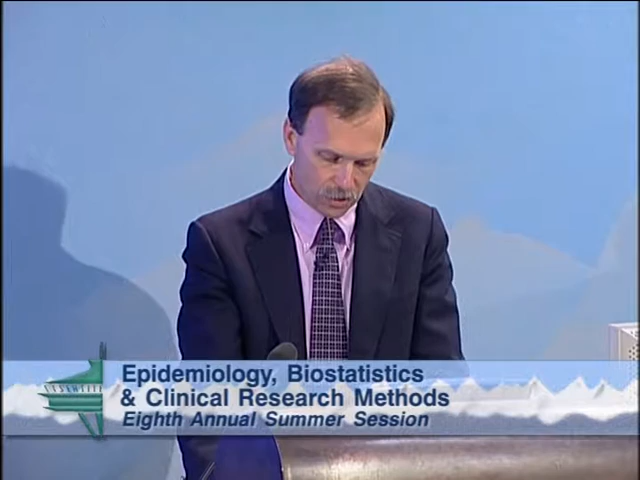 Epidemiology, Biostatistics
& Clinical Research Methods
Eighth Annual Summer Session